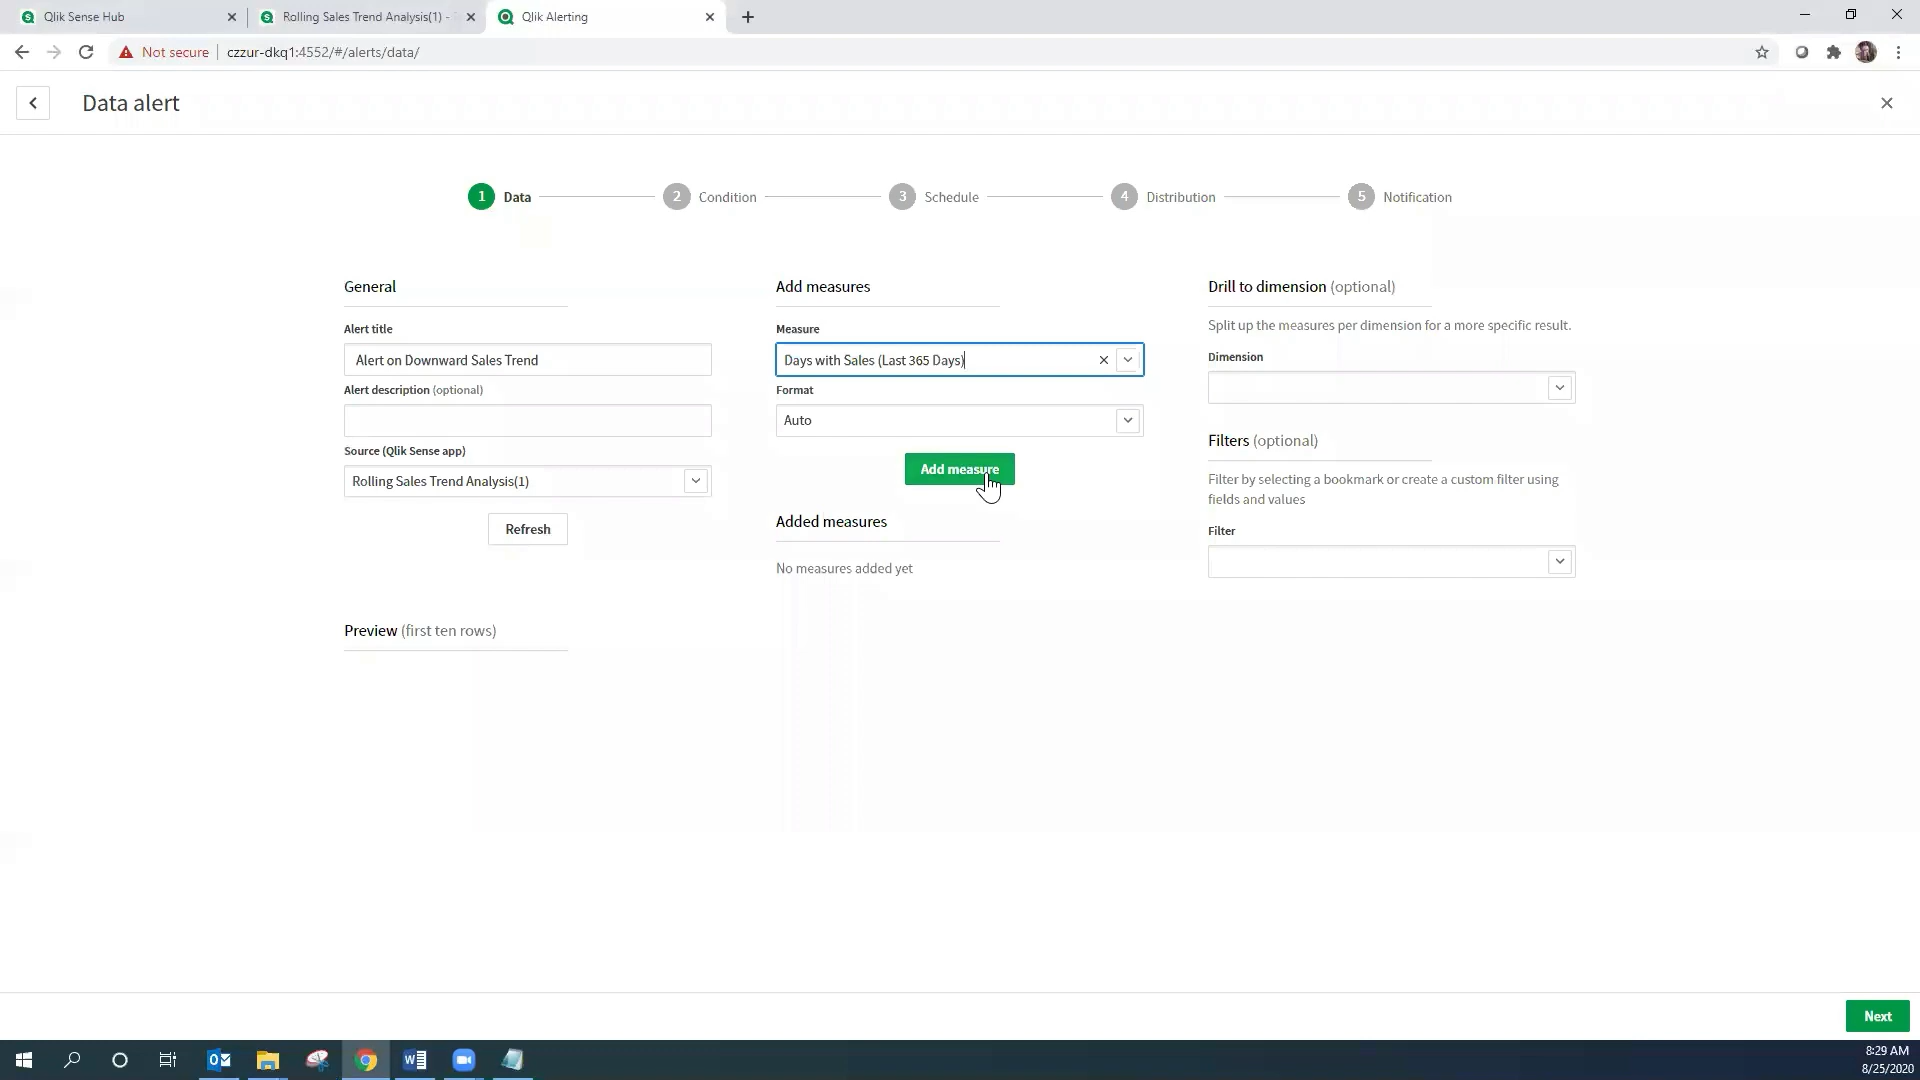 Qlik Sense Hub
Rolling Sales Trend Analysis(1) -
Qlik Alerting
Not secure
czzur-dkq1:4552/#/alerts/data/
Data alert
1 Data
2 Condition
3 Schedule
4 Distribution
5 Notification
General
Alert title
Alert on Downward Sales Trend
Alert description (optional)
Source (Qlik Sense app)
Rolling Sales Trend Analysis(1)
Refresh
Preview (first ten rows)
Add measures
Measure
Days with Sales (Last 365 Days)
Format
Auto
Add measure
Added measures
No measures added yet
Drill to dimension (optional)
Split up the measures per dimension for a more specific result.
Dimension
Filters (optional)
Filter by selecting a bookmark or create a custom filter using
fields and values
Filter
Next
8:29 AM
8/25/2020